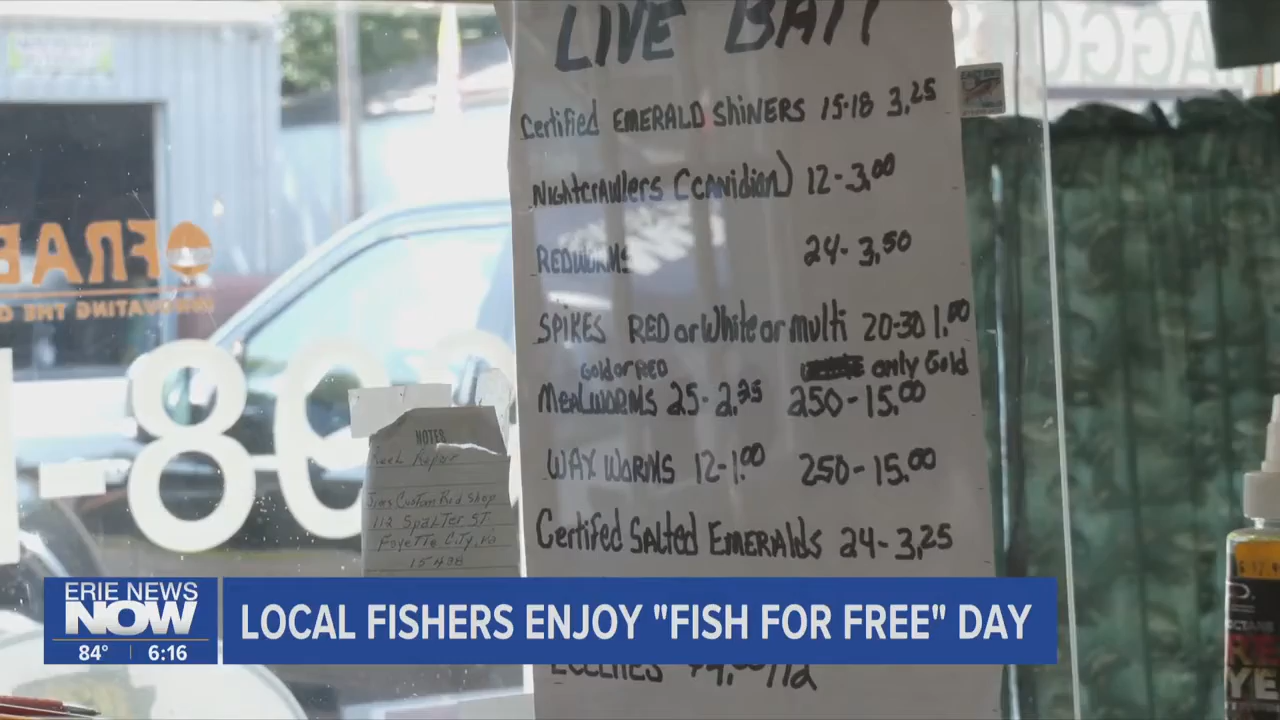 LIVE BAIT
Certified EMERALD SHINERS 15-18 3,25
NIGHTCRAWLERS (CANIDIAN) 12-3,00
REDWORMS 24-3,50
SPIKES RED or White or multi 20-30 1.00
GOLD OR RED only Gold
MEALWORMS 25-2,25 250-15,00
WAX WORMS 12-1.00 250-15.00
Certifed SALTED EMERALDS 24-3,25
LEECHES
NOTES
Reel Repair
Jims Custom Rod Shop
112 St.
Fayette City,
FRAB
ERIE NEWS
NOW
84° 6:16
LOCAL FISHERS ENJOY "FISH FOR FREE" DAY